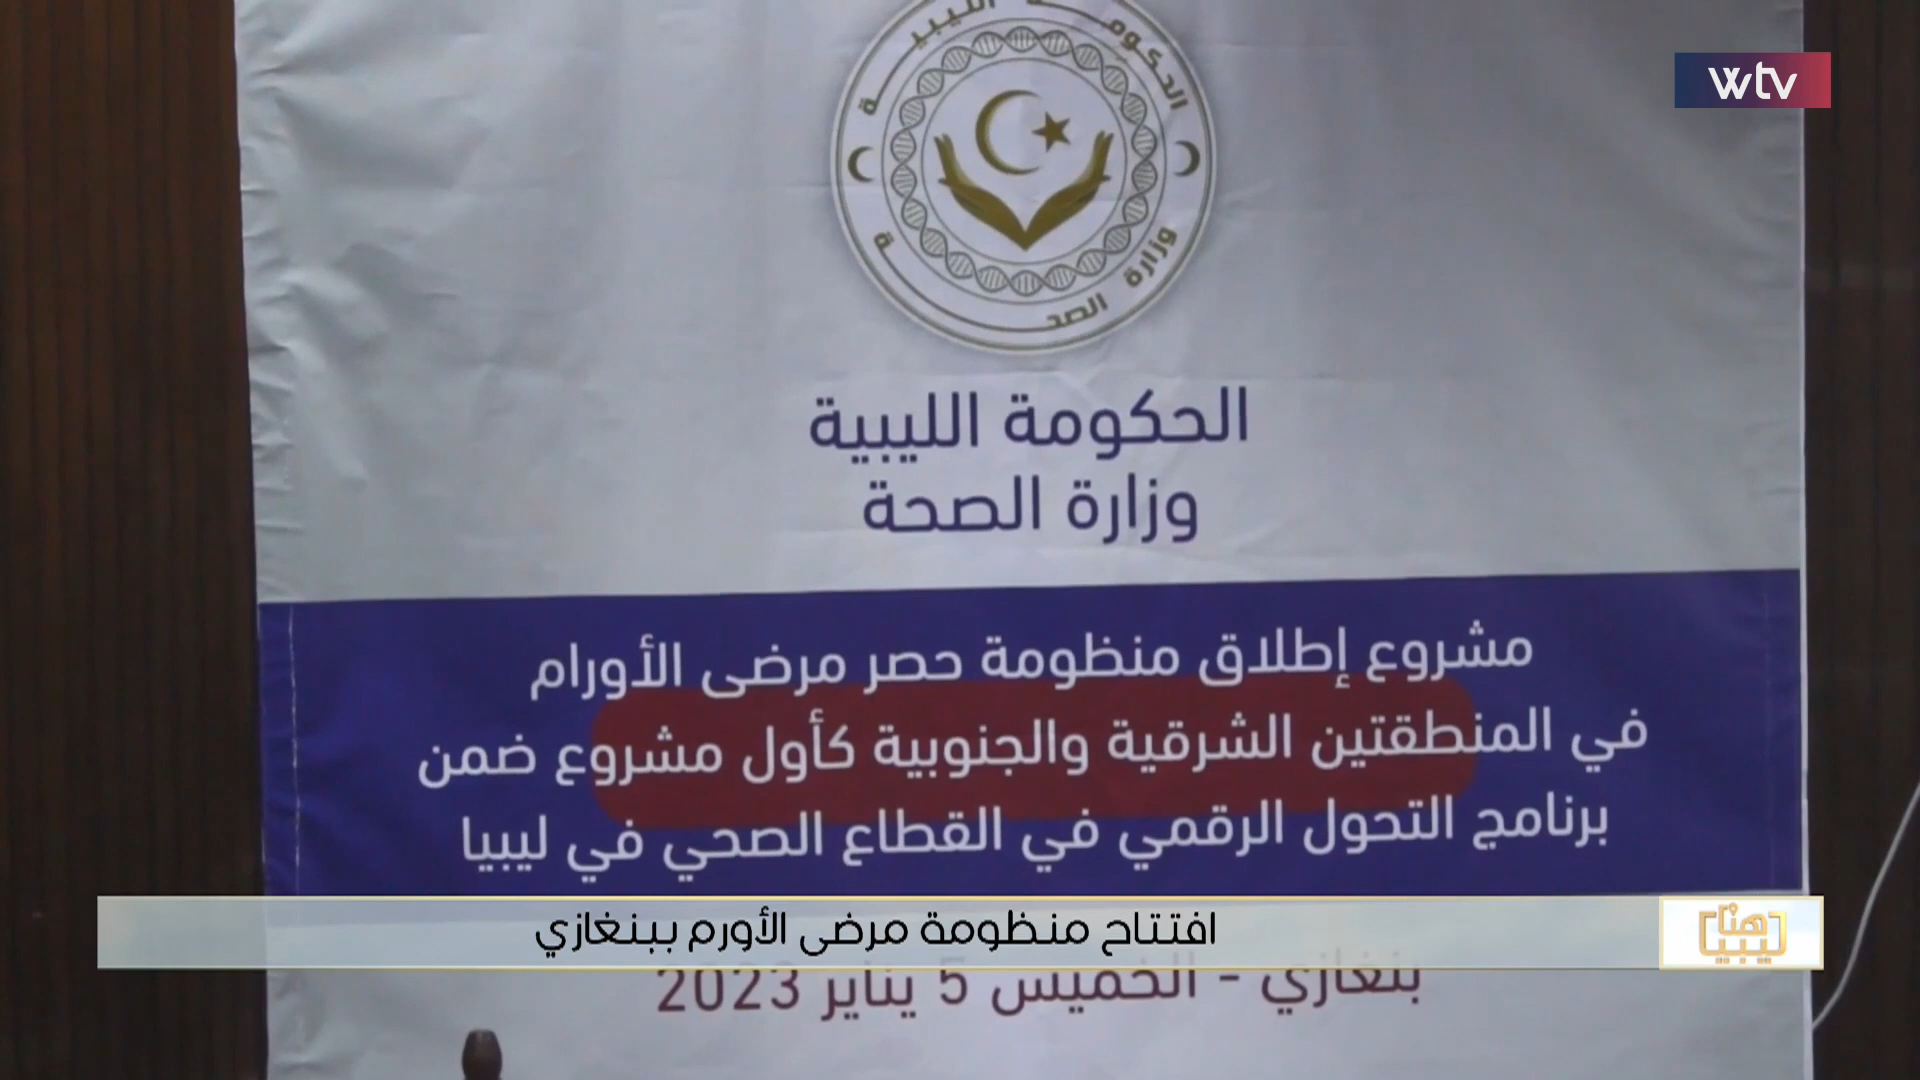 wtv
الحكومة الليبية
وزارة الصحة
الحكومة الليبية
وزارة الصحة
مشروع إطلاق منظومة حصر مرضى الأورام
في المنطقتين الشرقية والجنوبية كأول مشروع ضمن
برنامج التحول الرقمي في القطاع الصحي في ليبيا
افتتاح منظومة مرضى الأورم ببنغازي
هنا ليبيا
بنغازي - الخميس 5 يناير 2023